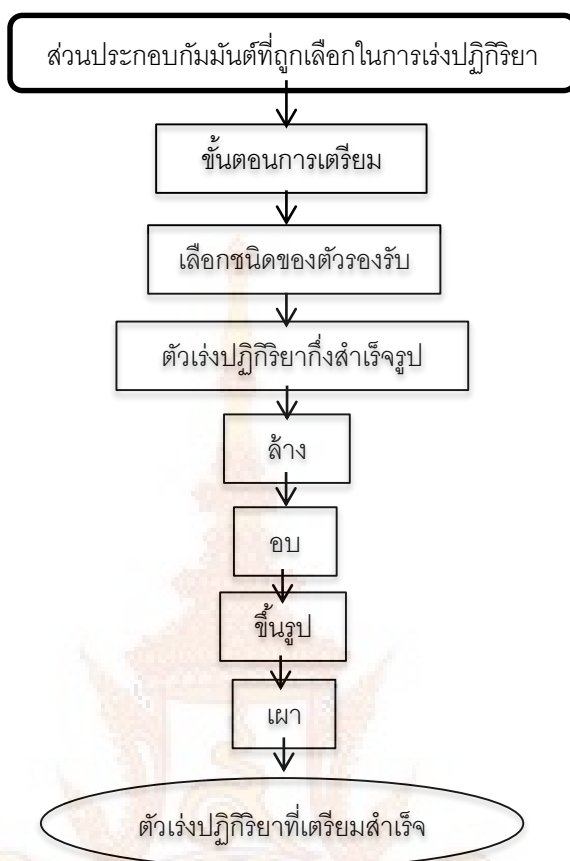 ส่วนประกอบกัมมันต์ที่ถูกเลือกในการเร่งปฏิกิริยา
ขั้นตอนการเตรียม
เลือกชนิดของตัวรองรับ
ตัวเร่งปฏิกิริยากึ่งสำเร็จรูป
ล้าง
อบ
ขึ้นรูป
เผา
ตัวเร่งปฏิกิริยาที่เตรียมสำเร็จ